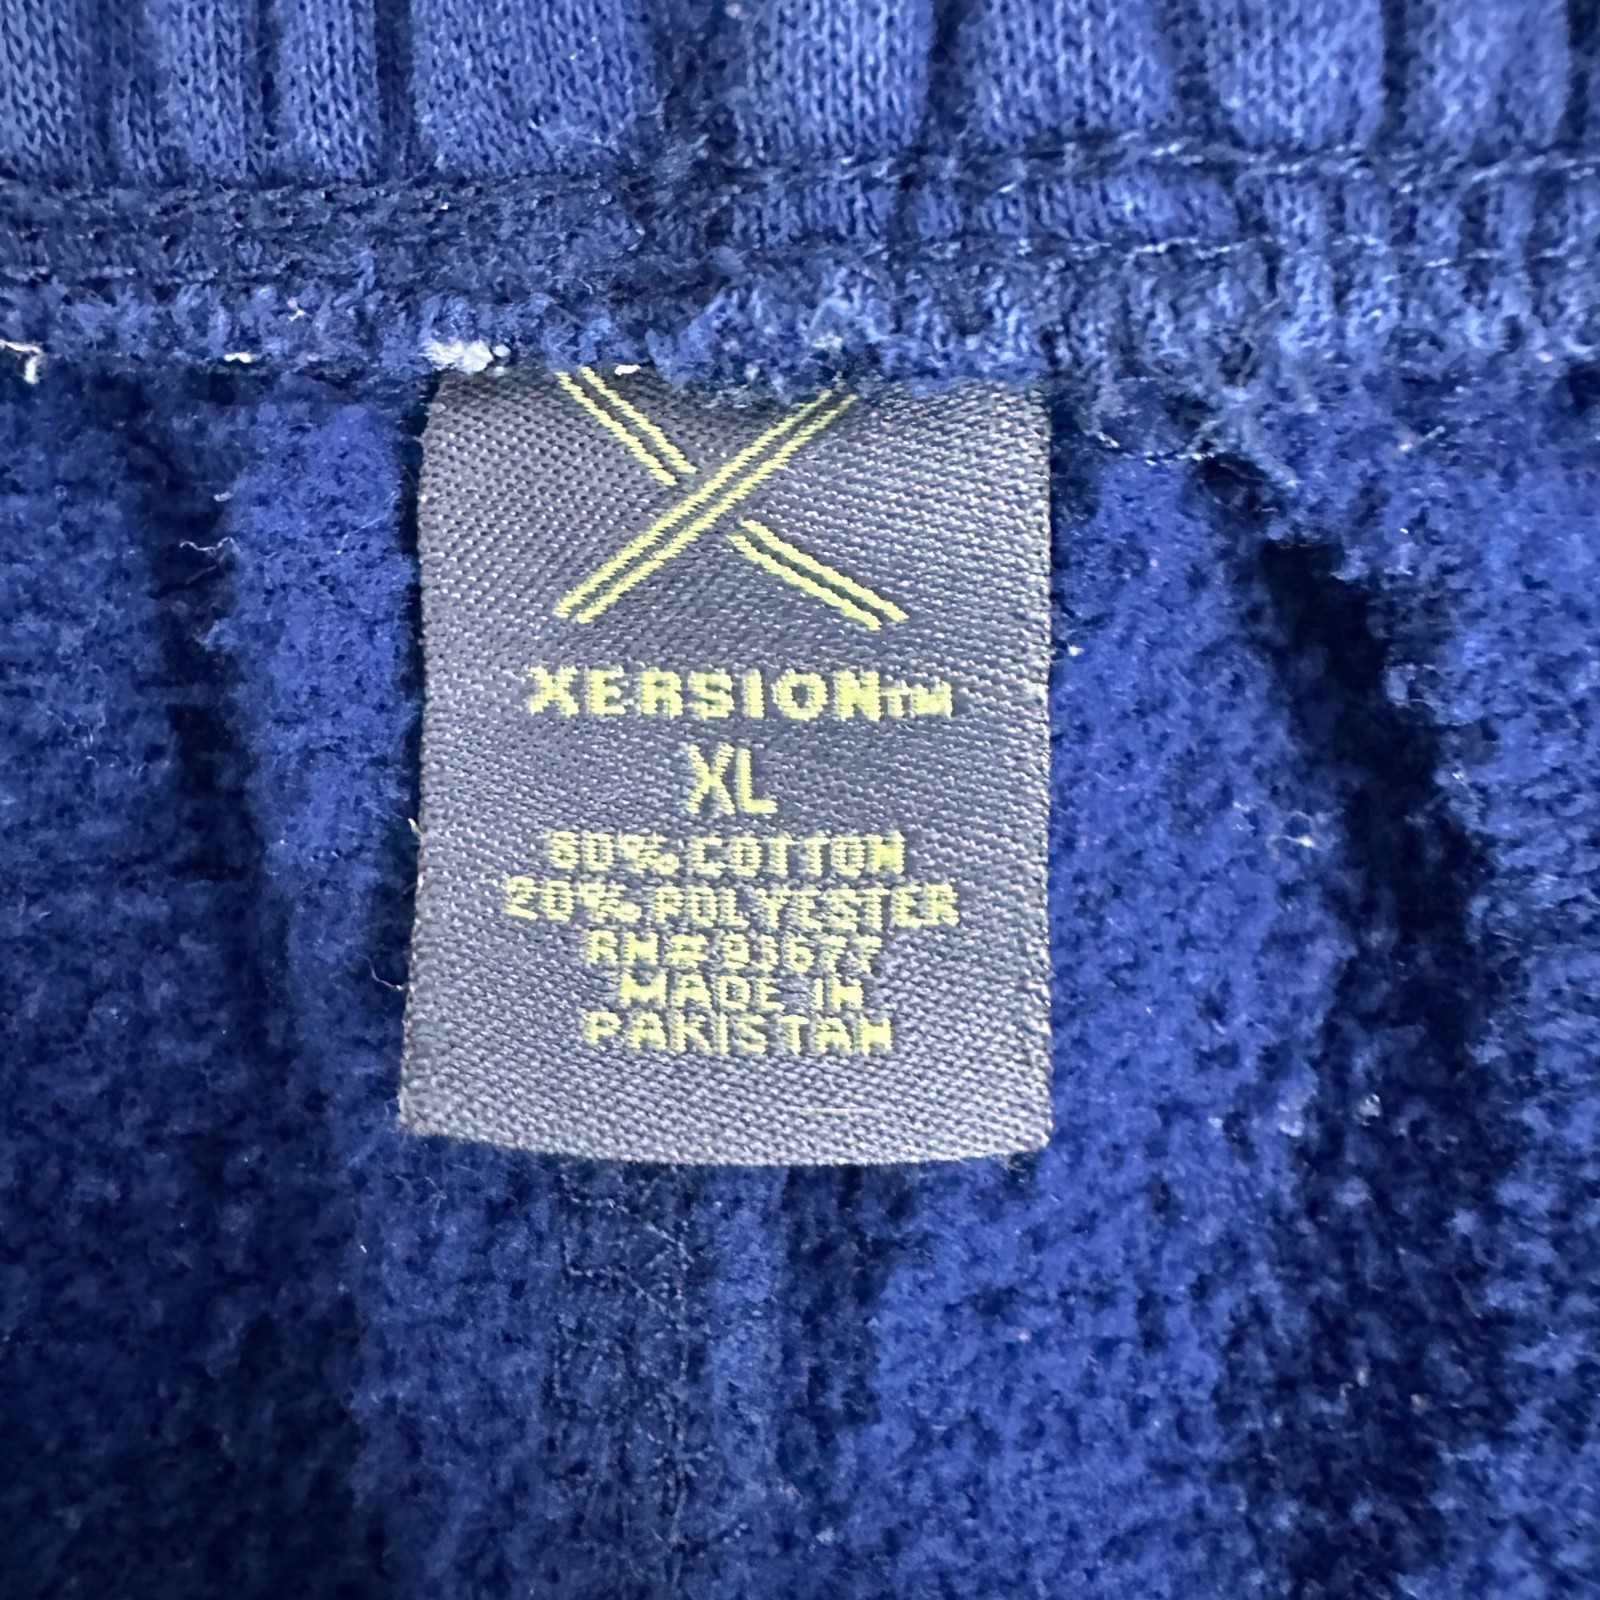 XERSION™
XL
80% COTTON
20% POLYESTER
RN# 93677
MADE IN
PAKISTAN